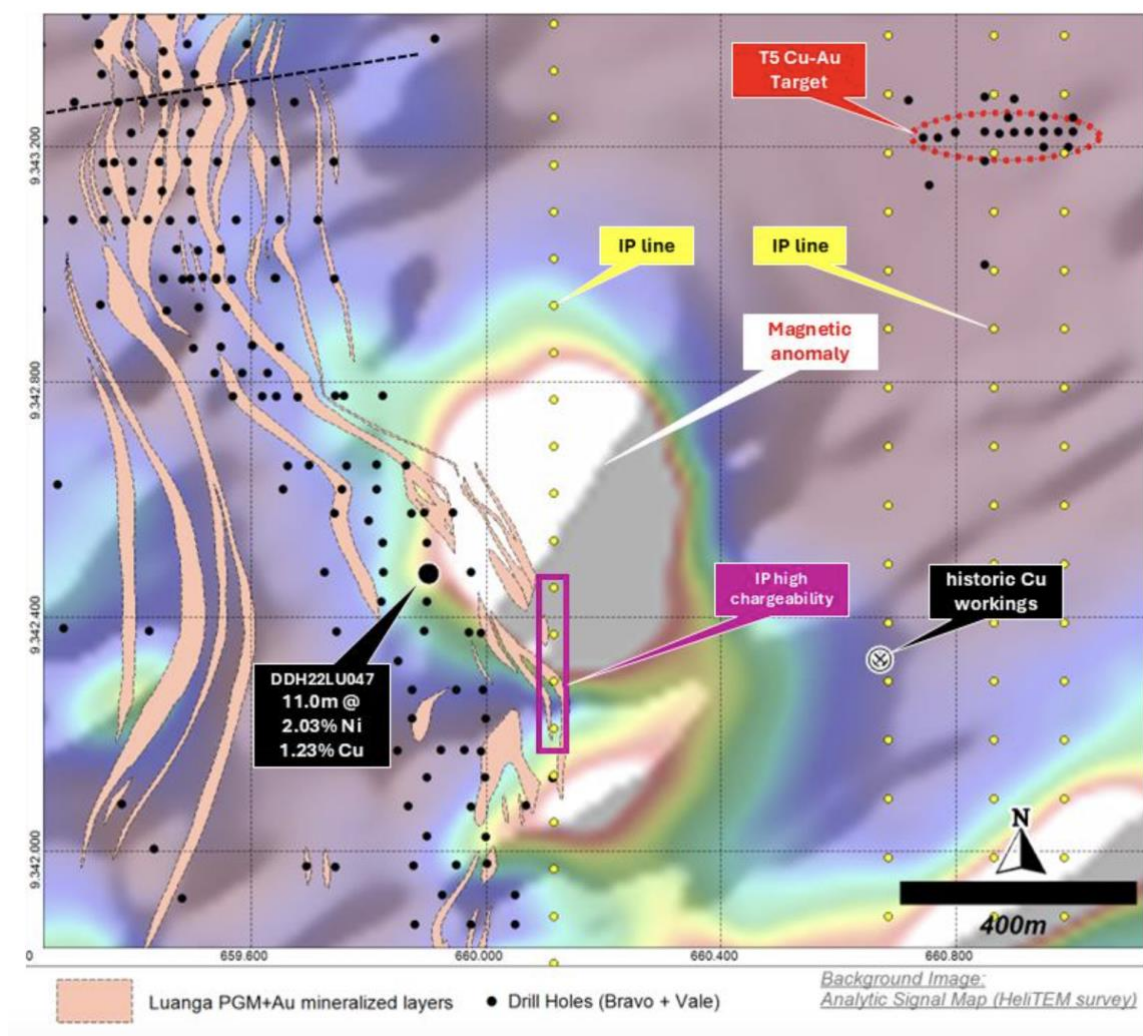 T5 Cu-Au
Target
9.343.200
IP line
IP line
Magnetic
anomaly
9.342.800
IP high
chargeability
historic Cu
workings
9.342.400
DDH22LU047
11.0m @
2.03% Ni
1.23% Cu
N
9.342.000
400m
0
659.600
660.000
660.400
660.800
Luanga PGM+Au mineralized layers
Drill Holes (Bravo + Vale)
Background Image:
Analytic Signal Map (HeliTEM survey)